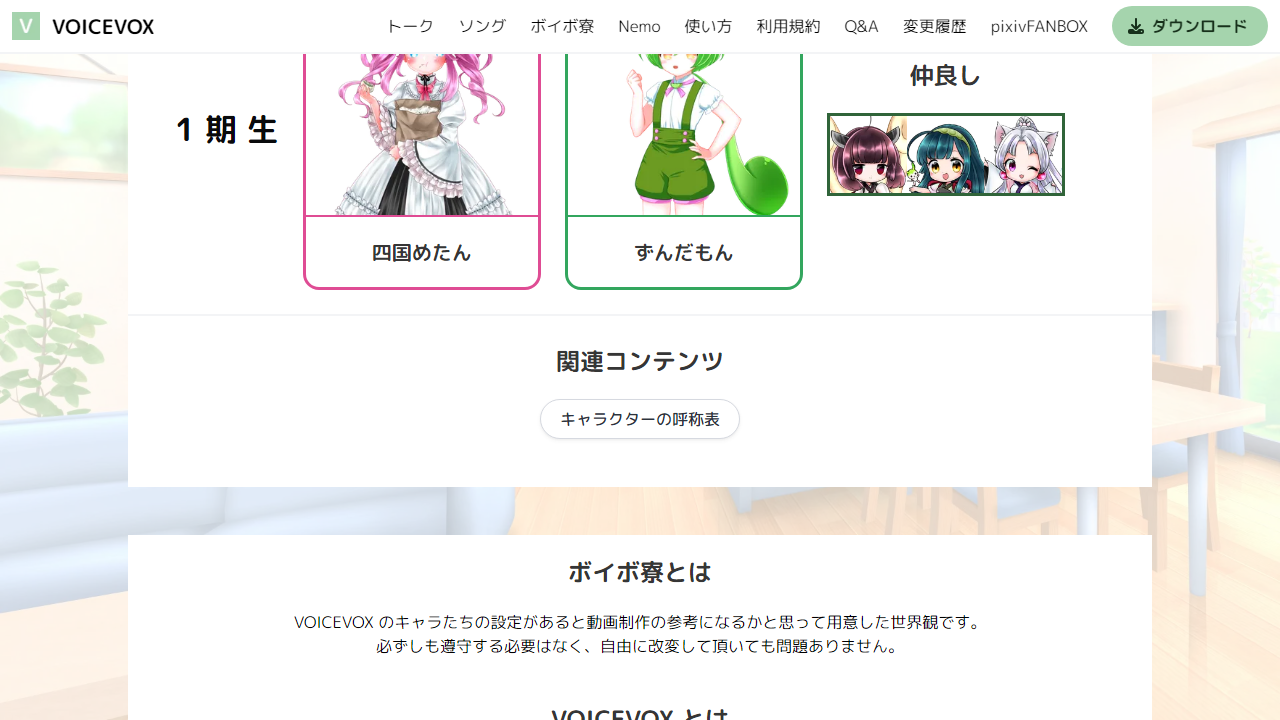 V VOICEVOX トーク ソング ボイボ寮 Nemo 使い方 利用規約 Q&A 変更履歴 pixivFANBOX ダウンロード
仲良し
1 期 生
四国めたん ずんだもん
関連コンテンツ
キャラクターの呼称表
ボイボ寮とは
VOICEVOX のキャラたちの設定があると動画制作の参考になるかと思って用意した世界観です。
必ずしも遵守する必要はなく、自由に改変して頂いても問題ありません。
VOICEVOX とは